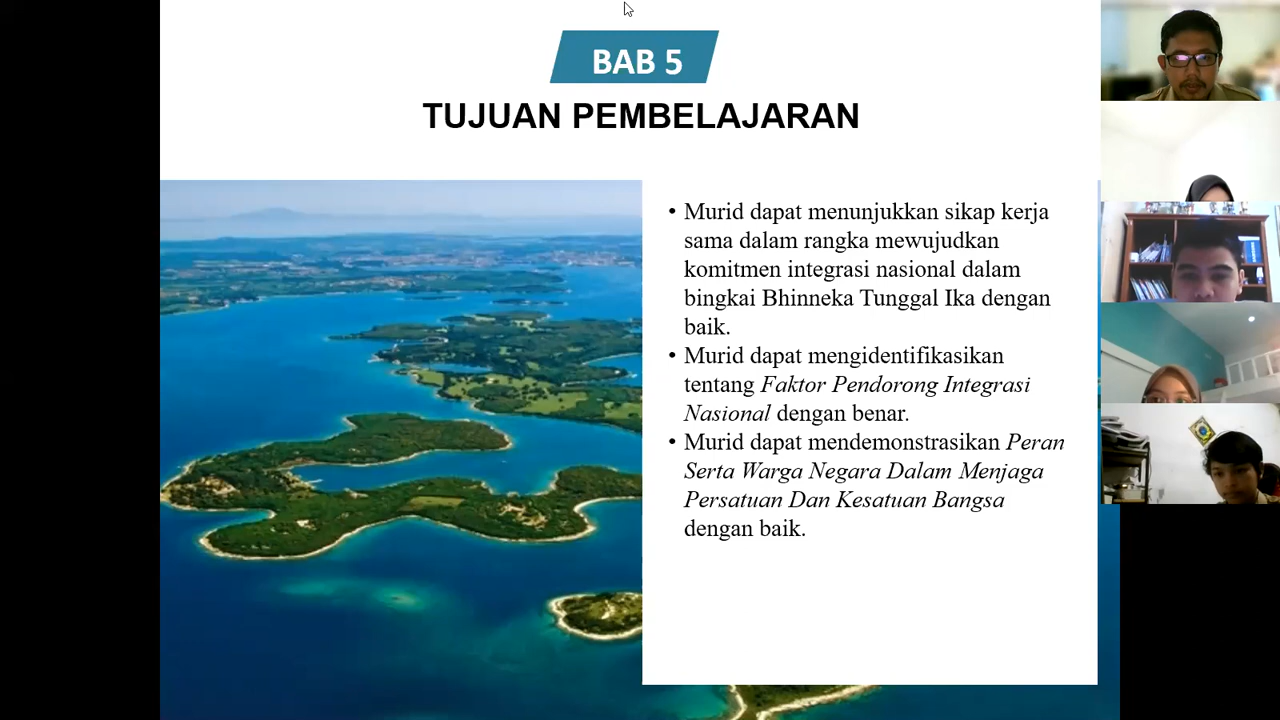 BAB 5
TUJUAN PEMBELAJARAN
• Murid dapat menunjukkan sikap kerja
sama dalam rangka mewujudkan
komitmen integrasi nasional dalam
bingkai Bhinneka Tunggal Ika dengan
baik.
• Murid dapat mengidentifikasikan
tentang Faktor Pendorong Integrasi
Nasional dengan benar.
• Murid dapat mendemonstrasikan Peran
Serta Warga Negara Dalam Menjaga
Persatuan Dan Kesatuan Bangsa
dengan baik.